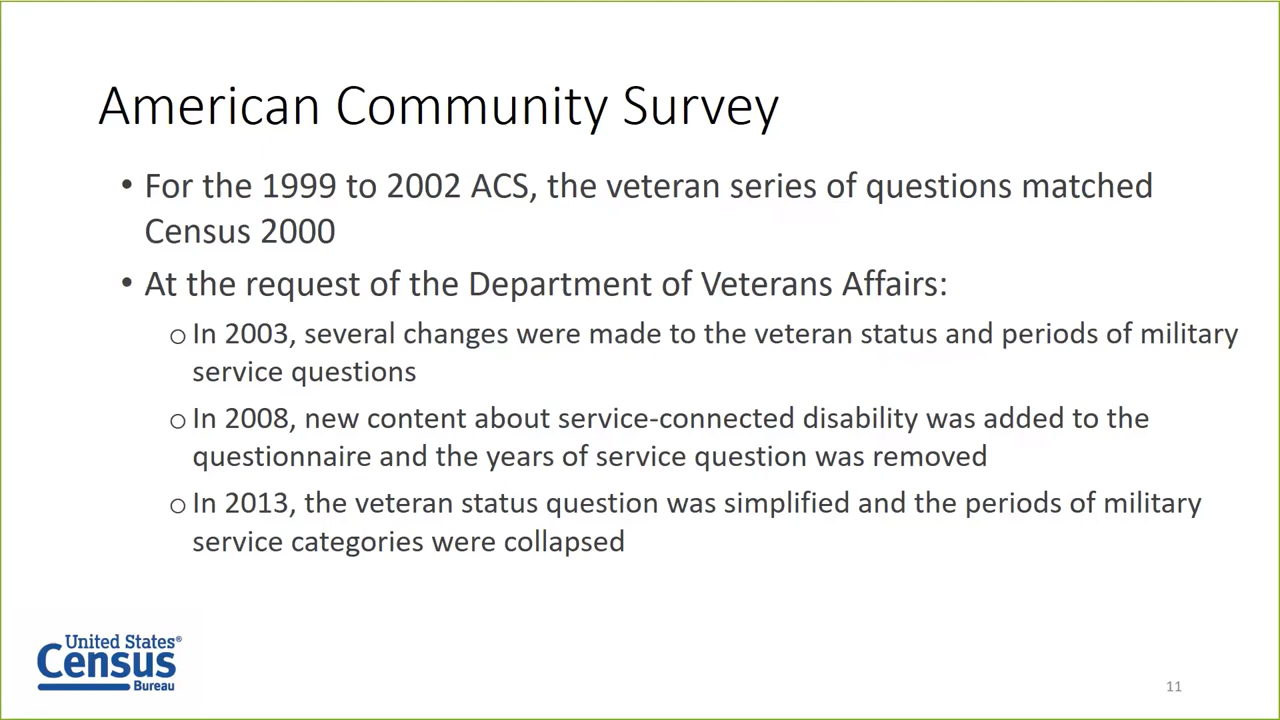 American Community Survey
• For the 1999 to 2002 ACS, the veteran series of questions matched
Census 2000
• At the request of the Department of Veterans Affairs:
o In 2003, several changes were made to the veteran status and periods of military
service questions
o In 2008, new content about service-connected disability was added to the
questionnaire and the years of service question was removed
o In 2013, the veteran status question was simplified and the periods of military
service categories were collapsed
United States®
Census
Bureau
11